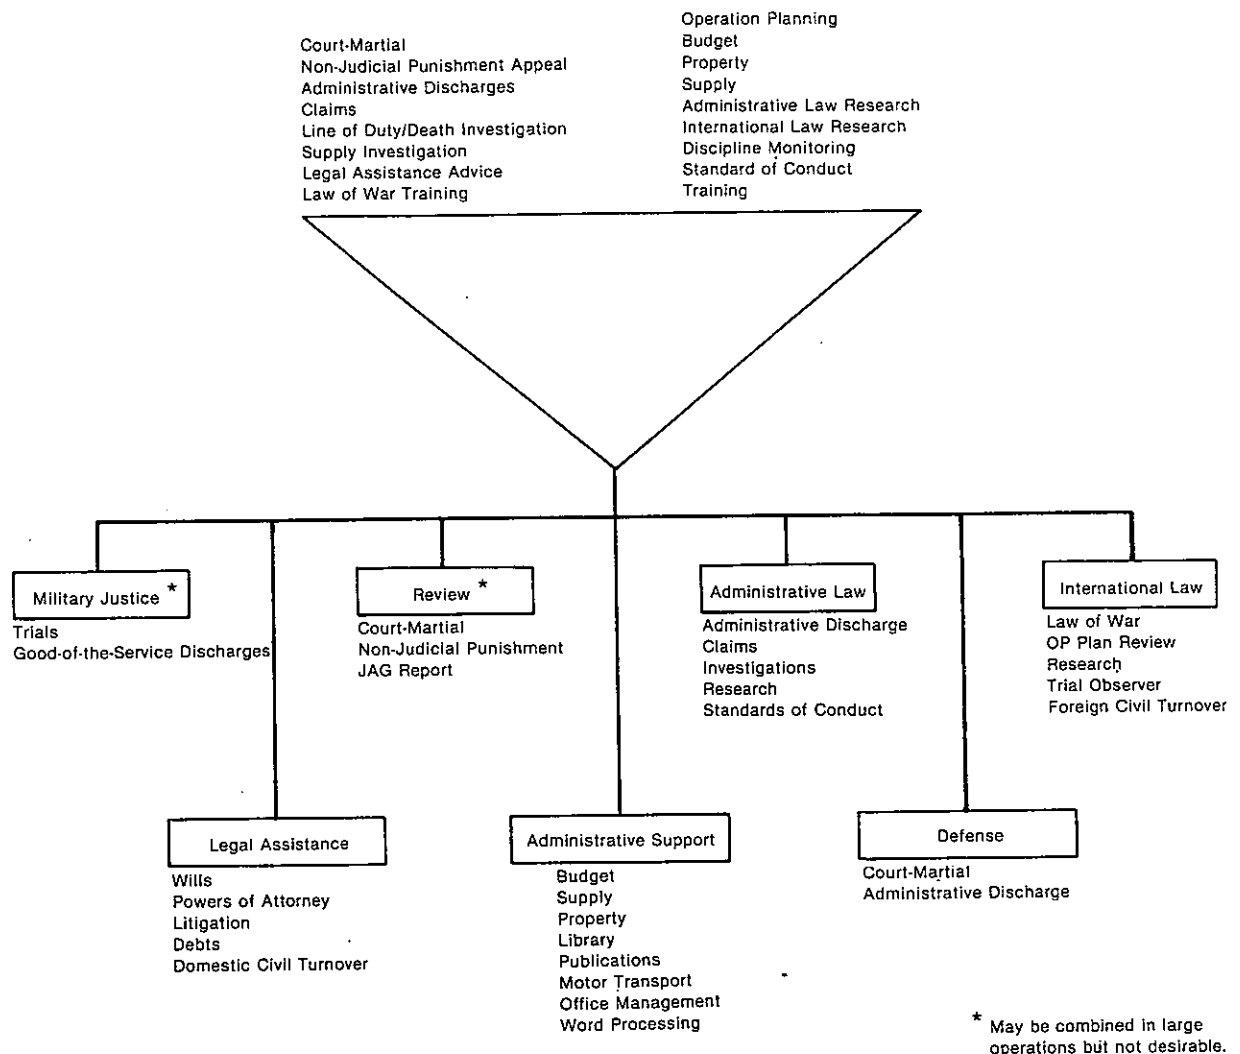 Court-Martial
Non-Judicial Punishment Appeal
Administrative Discharges
Claims
Line of Duty/Death Investigation
Supply Investigation
Legal Assistance Advice
Law of War Training
Operation Planning
Budget
Property
Supply
Administrative Law Research
International Law Research
Discipline Monitoring
Standard of Conduct
Training
Military Justice *
Trials
Good-of-the-Service Discharges
Review *
Court-Martial
Non-Judicial Punishment
JAG Report
Administrative Law
Administrative Discharge
Claims
Investigations
Research
Standards of Conduct
International Law
Law of War
OP Plan Review
Research
Trial Observer
Foreign Civil Turnover
Legal Assistance
Wills
Powers of Attorney
Litigation
Debts
Domestic Civil Turnover
Administrative Support
Budget
Supply
Property
Library
Publications
Motor Transport
Office Management
Word Processing
Defense
Court-Martial
Administrative Discharge
* May be combined in large
operations but not desirable.